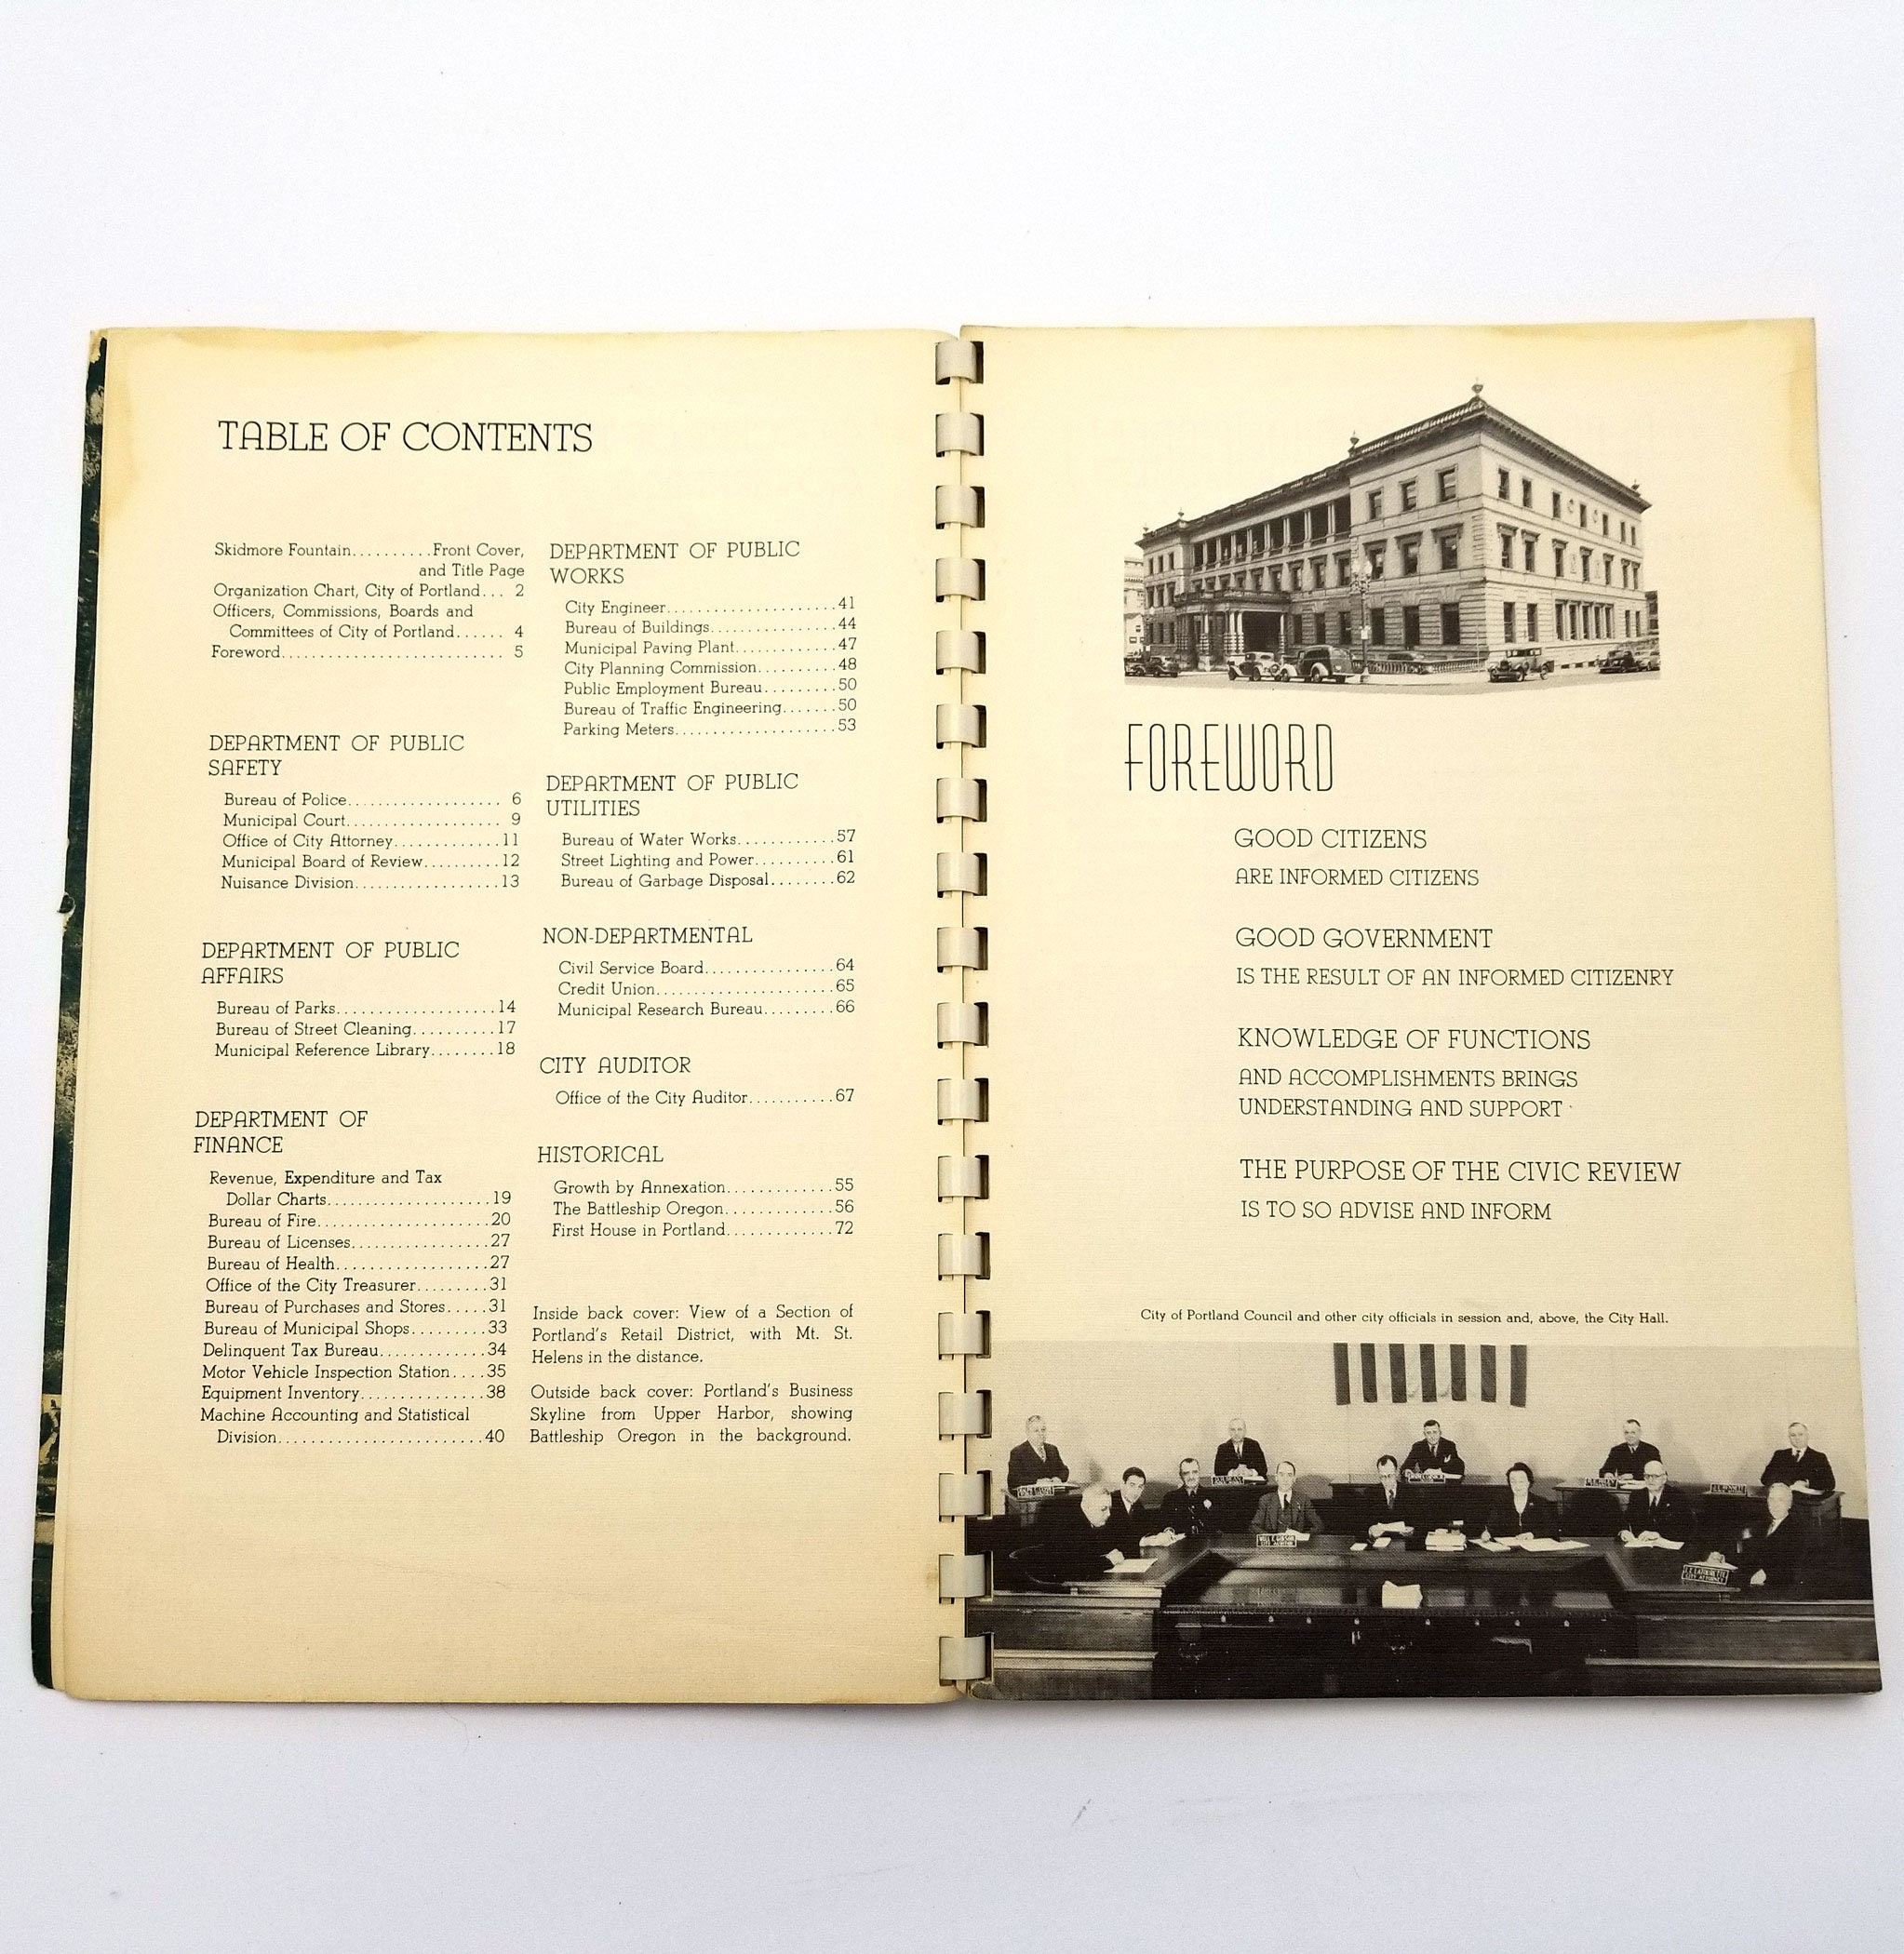 TABLE OF CONTENTS
Skidmore Fountain..........Front Cover,
and Title Page
Organization Chart, City of Portland... 2
Officers, Commissions, Boards and
Committees of City of Portland...... 4
Foreword............................. 5
DEPARTMENT OF PUBLIC
SAFETY
Bureau of Police.................... 6
Municipal Court.................... 9
Office of City Attorney..............11
Municipal Board of Review..........12
Nuisance Division...................13
DEPARTMENT OF PUBLIC
AFFAIRS
Bureau of Parks.....................14
Bureau of Street Cleaning...........17
Municipal Reference Library........18
DEPARTMENT OF
FINANCE
Revenue, Expenditure and Tax
Dollar Charts......................19
Bureau of Fire.......................20
Bureau of Licenses...................27
Bureau of Health....................27
Office of the City Treasurer.........31
Bureau of Purchases and Stores.....31
Bureau of Municipal Shops..........33
Delinquent Tax Bureau..............34
Motor Vehicle Inspection Station....35
Equipment Inventory................38
Machine Accounting and Statistical
Division...........................40
DEPARTMENT OF PUBLIC
WORKS
City Engineer.......................41
Bureau of Buildings.................44
Municipal Paving Plant..............47
City Planning Commission..........48
Public Employment Bureau.........50
Bureau of Traffic Engineering.......50
Parking Meters.....................53
DEPARTMENT OF PUBLIC
UTILITIES
Bureau of Water Works.............57
Street Lighting and Power...........61
Bureau of Garbage Disposal........62
NON-DEPARTMENTAL
Civil Service Board.................64
Credit Union.......................65
Municipal Research Bureau.........66
CITY AUDITOR
Office of the City Auditor...........67
HISTORICAL
Growth by Annexation..............55
The Battleship Oregon..............56
First House in Portland.............72
Inside back cover: View of a Section of
Portland's Retail District, with Mt. St.
Helens in the distance.
Outside back cover: Portland's Business
Skyline from Upper Harbor, showing
Battleship Oregon in the background.
FOREWORD
GOOD CITIZENS
ARE INFORMED CITIZENS
GOOD GOVERNMENT
IS THE RESULT OF AN INFORMED CITIZENRY
KNOWLEDGE OF FUNCTIONS
AND ACCOMPLISHMENTS BRINGS
UNDERSTANDING AND SUPPORT
THE PURPOSE OF THE CIVIC REVIEW
IS TO SO ADVISE AND INFORM
City of Portland Council and other city officials in session and, above, the City Hall.
WILL F. GIBSON
CITY AUDITOR
CITY ATTORNEY